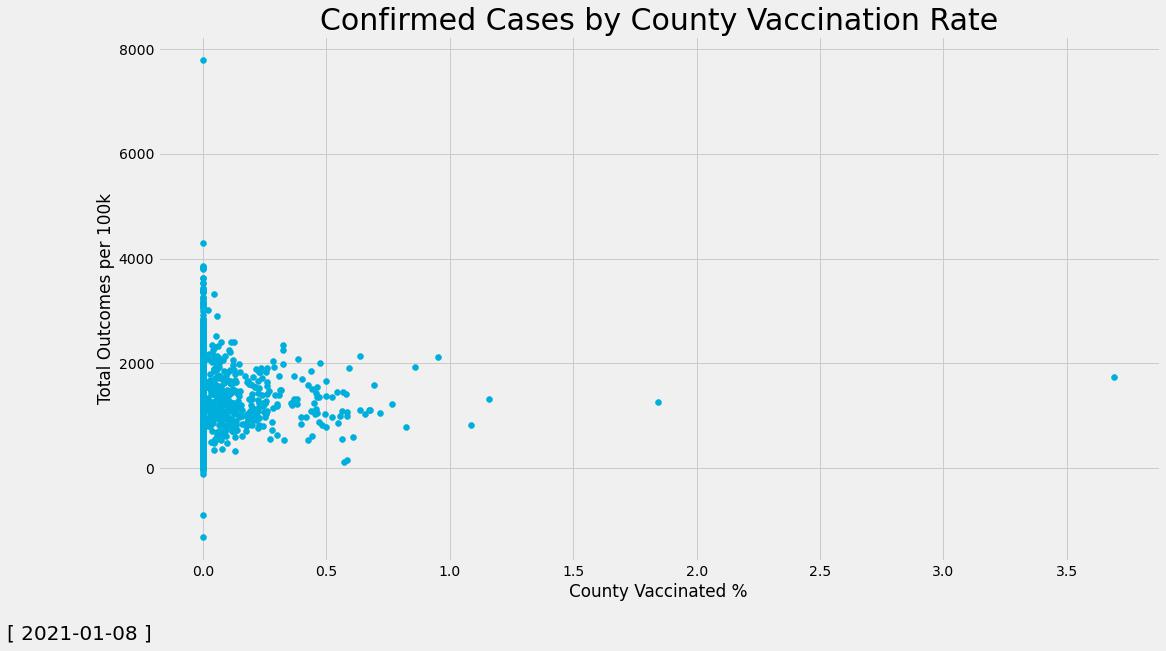 Confirmed Cases by County Vaccination Rate
8000
6000
4000
2000
0
Total Outcomes per 100k
0.0 0.5 1.0 1.5 2.0 2.5 3.0 3.5
County Vaccinated %
[ 2021-01-08 ]